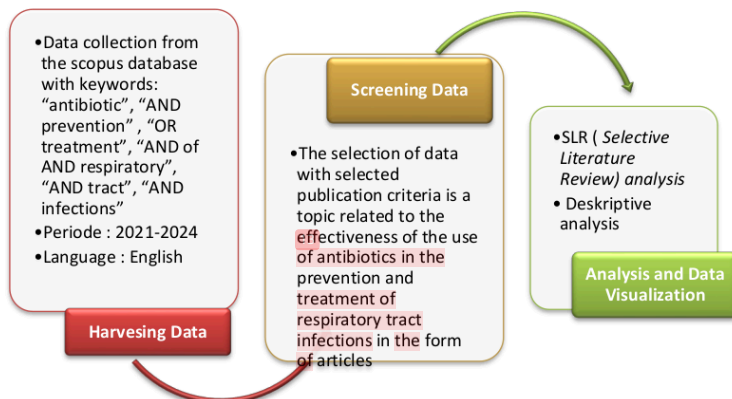 •Data collection from
the scopus database
with keywords:
“antibiotic”, “AND
prevention” , “OR
treatment”, “AND of
AND respiratory”,
“AND tract”, “AND
infections”
•Periode : 2021-2024
•Language : English
Harvesing Data
Screening Data
•The selection of data
with selected
publication criteria is a
topic related to the
effectiveness of the use
of antibiotics in the
prevention and
treatment of
respiratory tract
infections in the form
of articles
•SLR ( Selective
Literature
Review) analysis
• Deskriptive
analysis
Analysis and Data
Visualization